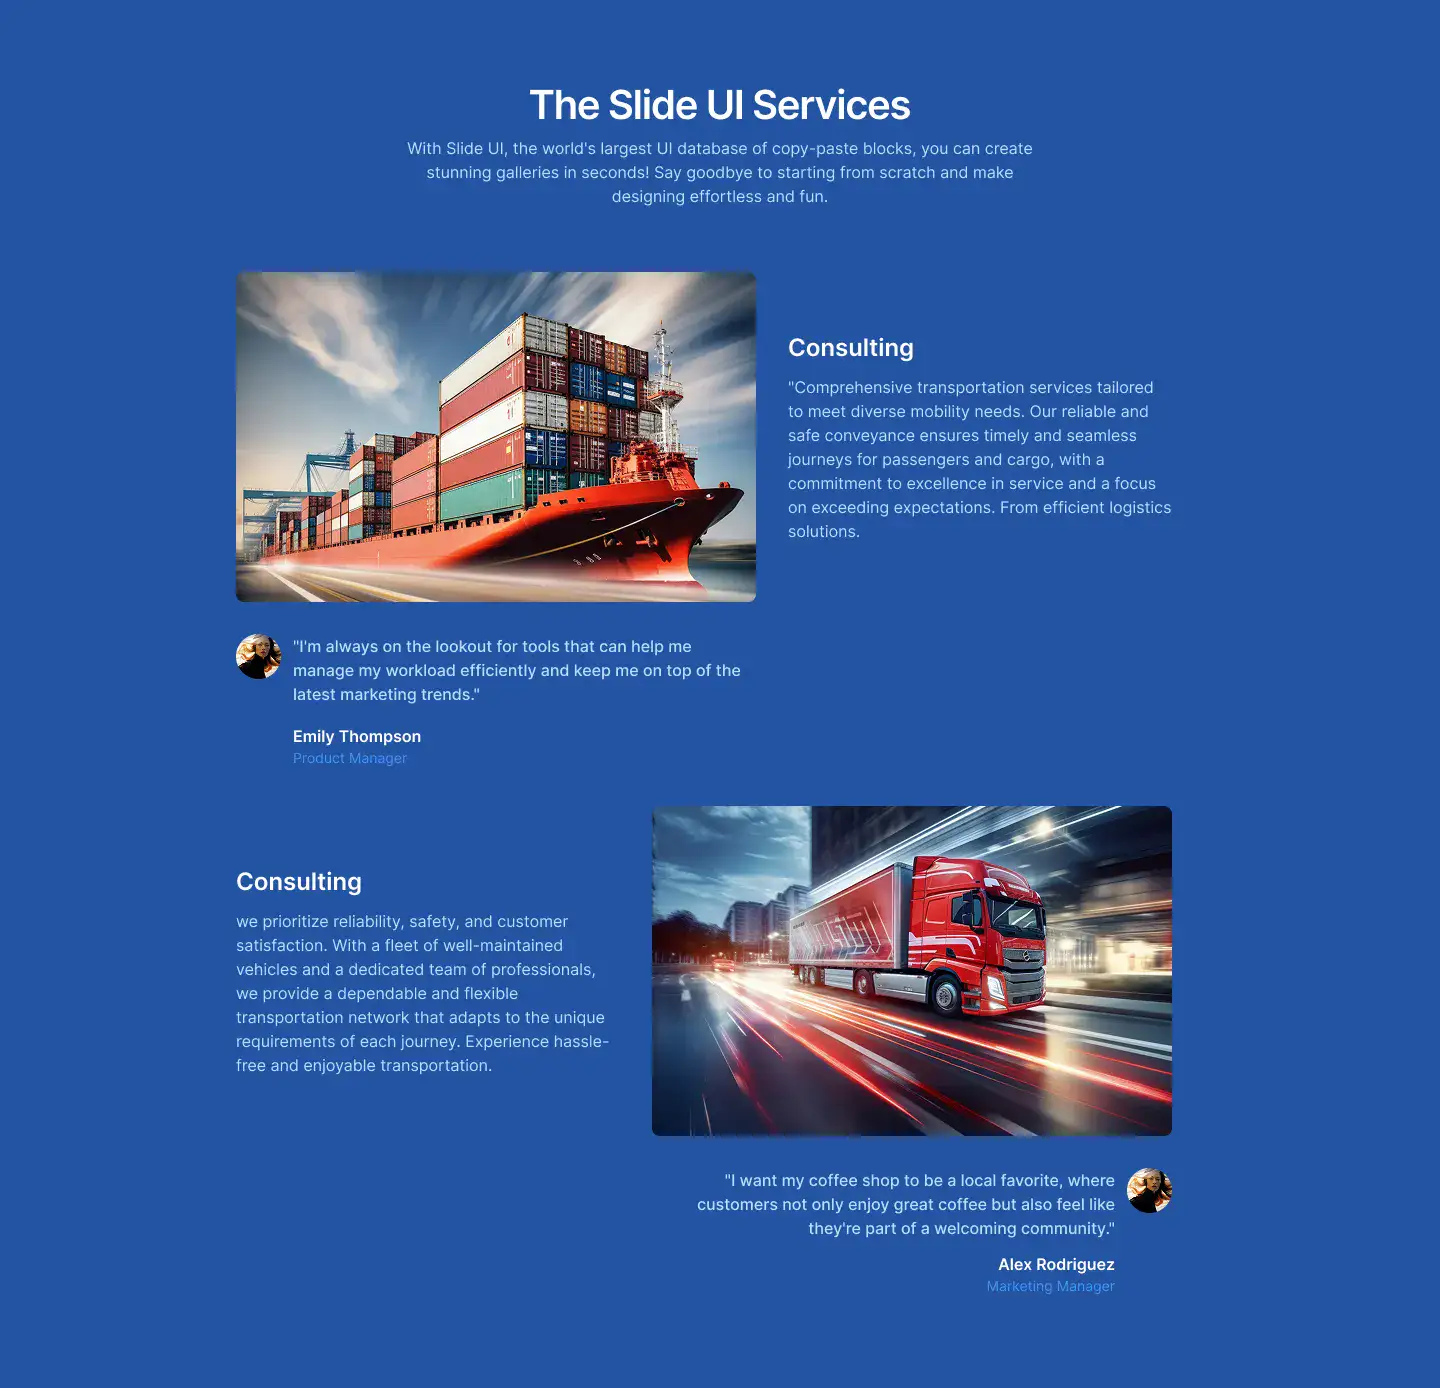 The Slide UI Services
With Slide UI, the world's largest UI database of copy-paste blocks, you can create
stunning galleries in seconds! Say goodbye to starting from scratch and make
designing effortless and fun.
Consulting
"Comprehensive transportation services tailored
to meet diverse mobility needs. Our reliable and
safe conveyance ensures timely and seamless
journeys for passengers and cargo, with a
commitment to excellence in service and a focus
on exceeding expectations. From efficient logistics
solutions.
"I'm always on the lookout for tools that can help me
manage my workload efficiently and keep me on top of the
latest marketing trends."
Emily Thompson
Product Manager
Consulting
we prioritize reliability, safety, and customer
satisfaction. With a fleet of well-maintained
vehicles and a dedicated team of professionals,
we provide a dependable and flexible
transportation network that adapts to the unique
requirements of each journey. Experience hassle-
free and enjoyable transportation.
"I want my coffee shop to be a local favorite, where
customers not only enjoy great coffee but also feel like
they're part of a welcoming community."
Alex Rodriguez
Marketing Manager